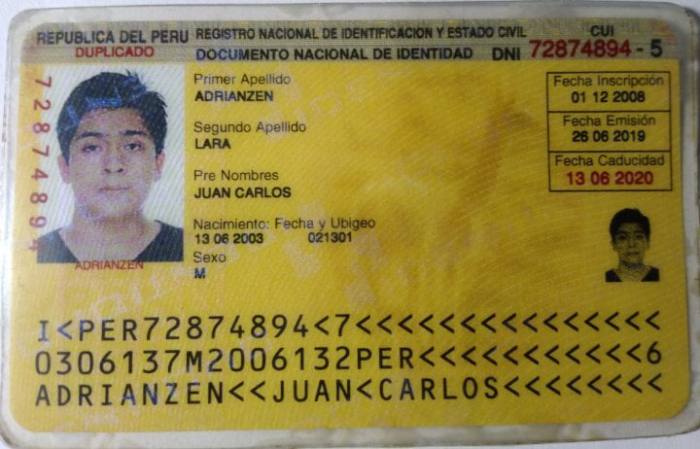 REPUBLICA DEL PERU REGISTRO NACIONAL DE IDENTIFICACION Y ESTADO CIVIL CUI
DUPLICADO DOCUMENTO NACIONAL DE IDENTIDAD DNI 72874894 - 5
72874894
Primer Apellido
ADRIANZEN
Segundo Apellido
LARA
Pre Nombres
JUAN CARLOS
Nacimiento: Fecha y Ubigeo
13 06 2003 021301
Sexo
M
Fecha Inscripción
01 12 2008
Fecha Emisión
26 06 2019
Fecha Caducidad
13 06 2020
ADRIANZEN
I<PER72874894<7<<<<<<<<<<<<<<<
0306137M2006132PER<<<<<<<<<<<6
ADRIANZEN<<JUAN<CARLOS<<<<<<<<